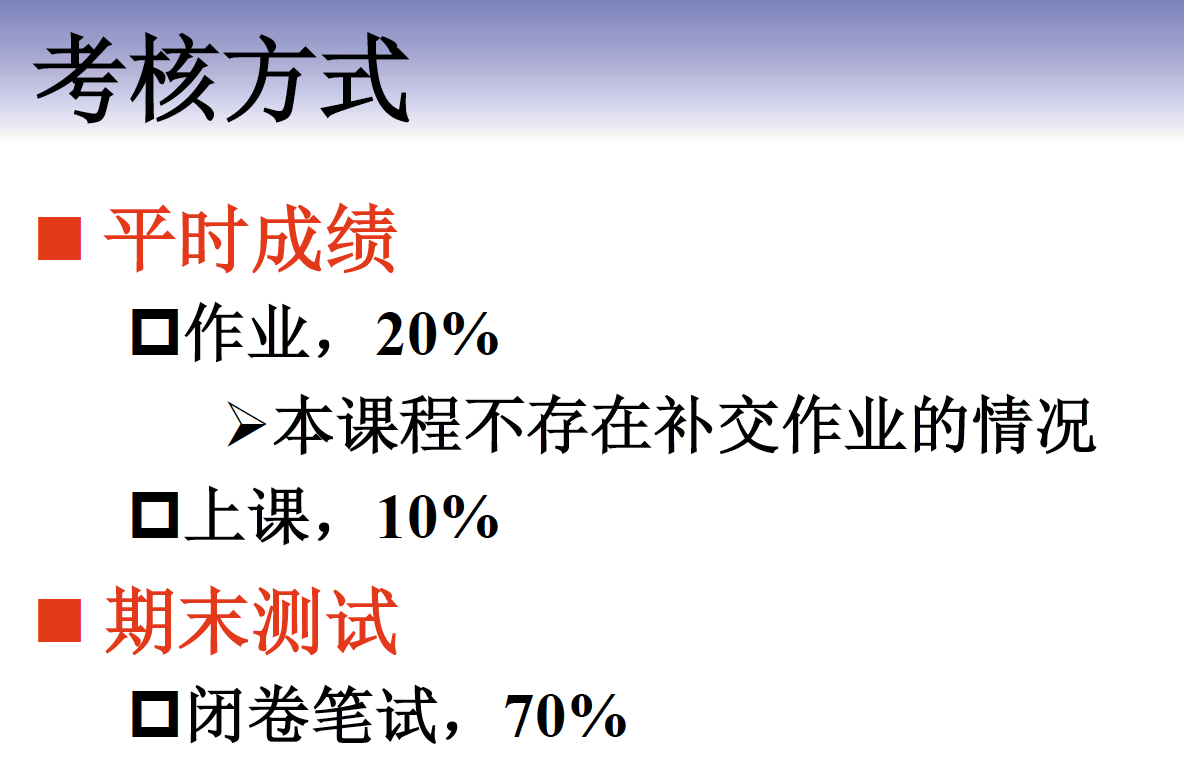 考核方式
平时成绩
作业，20%
本课程不存在补交作业的情况
上课，10%
期末测试
闭卷笔试，70%